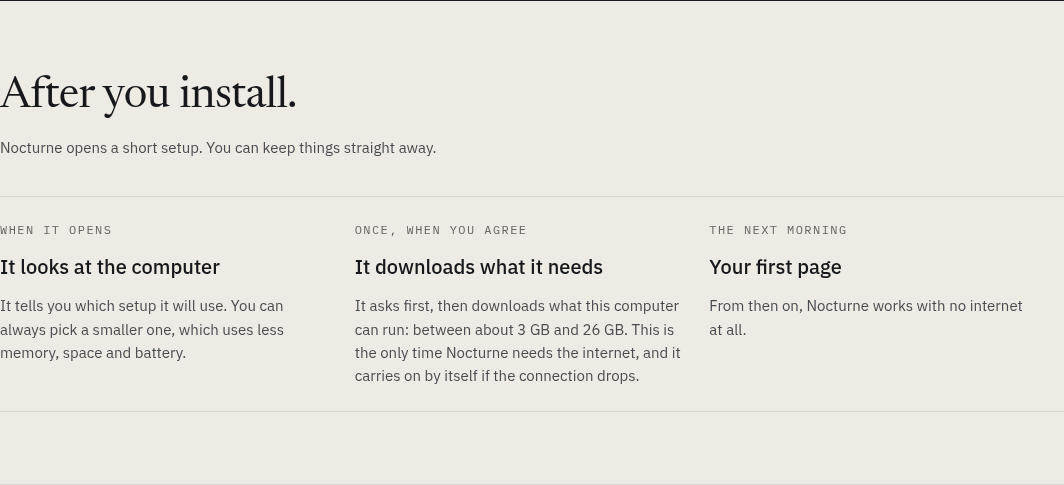 After you install.
Nocturne opens a short setup. You can keep things straight away.
WHEN IT OPENS
It looks at the computer
It tells you which setup it will use. You can
always pick a smaller one, which uses less
memory, space and battery.
ONCE, WHEN YOU AGREE
It downloads what it needs
It asks first, then downloads what this computer
can run: between about 3 GB and 26 GB. This is
the only time Nocturne needs the internet, and it
carries on by itself if the connection drops.
THE NEXT MORNING
Your first page
From then on, Nocturne works with no internet
at all.